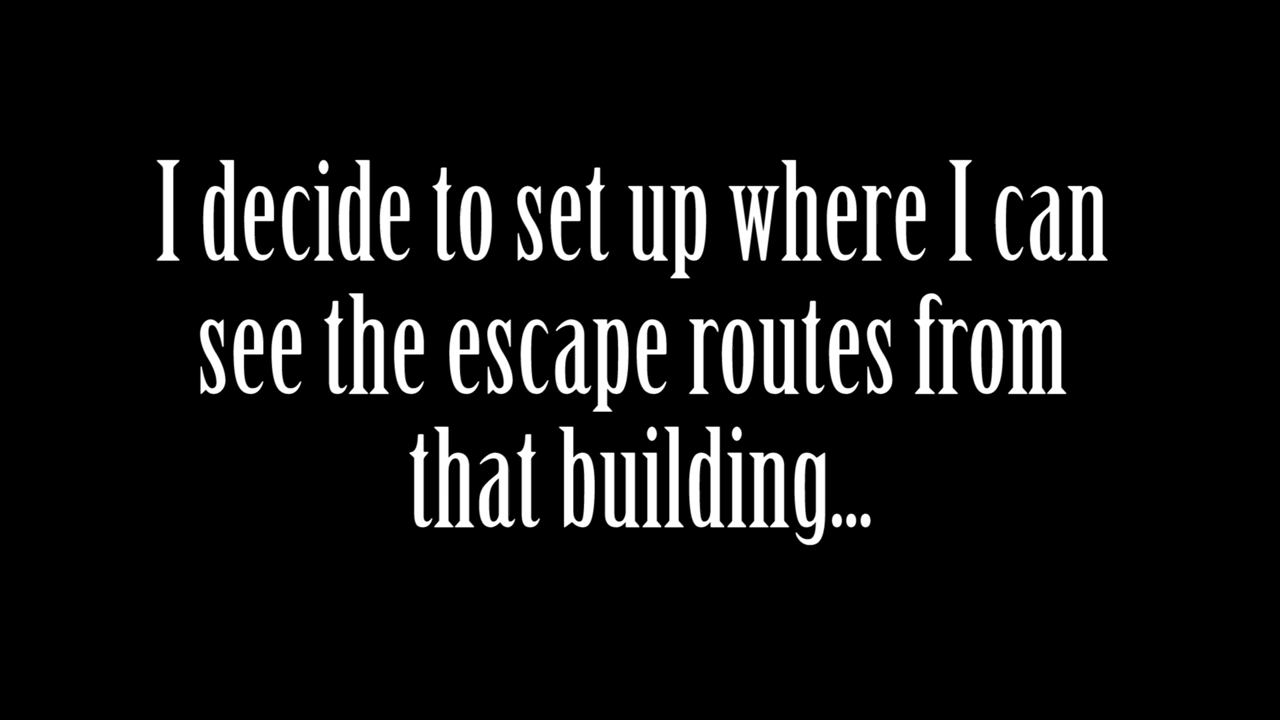 I decide to set up where I can
see the escape routes from
that building...